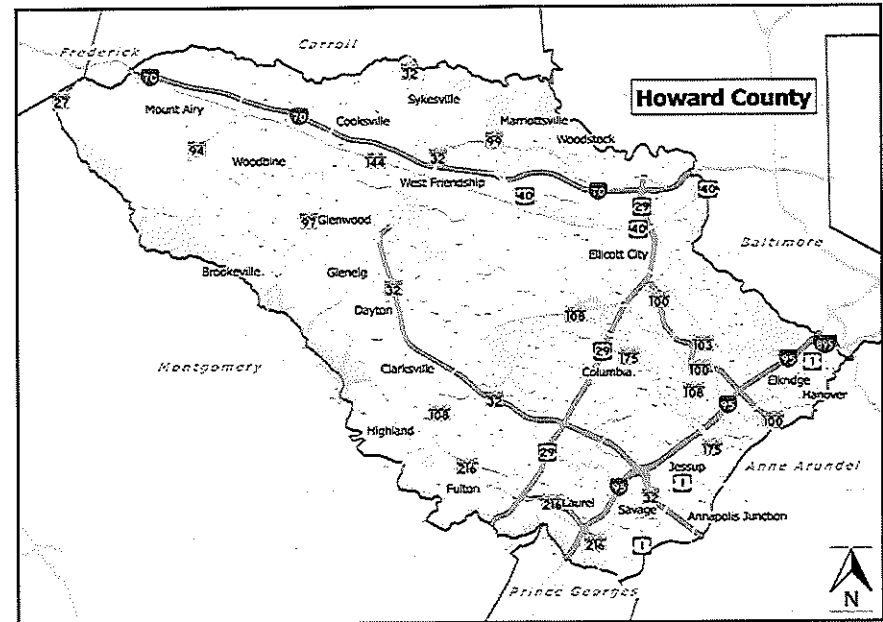 Frederick
Carroll
32
70
Sykesville
27
Mount Airy
70
Cooksville
Marriottsville
Howard County
94
Woodbine
144
32
99
Woodstock
West Friendship
40
70
40
29
97
Glenwood
40
Ellicott City
Baltimore
Brookeville
Glenelg
32
Dayton
100
108
29
175
103
895
95
1
Montgomery
Clarksville
Columbia
100
Elkridge
Hanover
108
95
32
Highland
108
100
29
175
Anne Arundel
216
Jessup
Fulton
95
1
216
Laurel
32
Savage
Annapolis Junction
216
1
Prince Georges
N